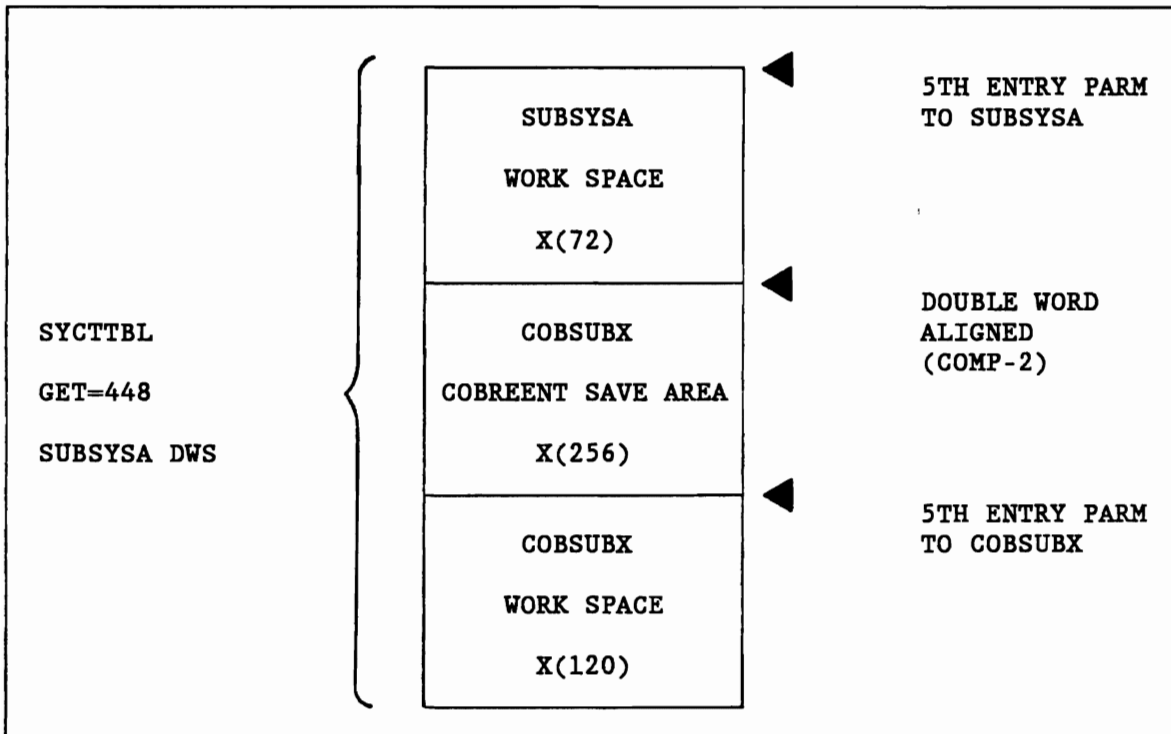 SYCTTBL
GET=448
SUBSYSA DWS
SUBSYSA
WORK SPACE
X(72)
COBSUBX
COBREENT SAVE AREA
X(256)
COBSUBX
WORK SPACE
X(120)
5TH ENTRY PARM
TO SUBSYSA
DOUBLE WORD
ALIGNED
(COMP-2)
5TH ENTRY PARM
TO COBSUBX